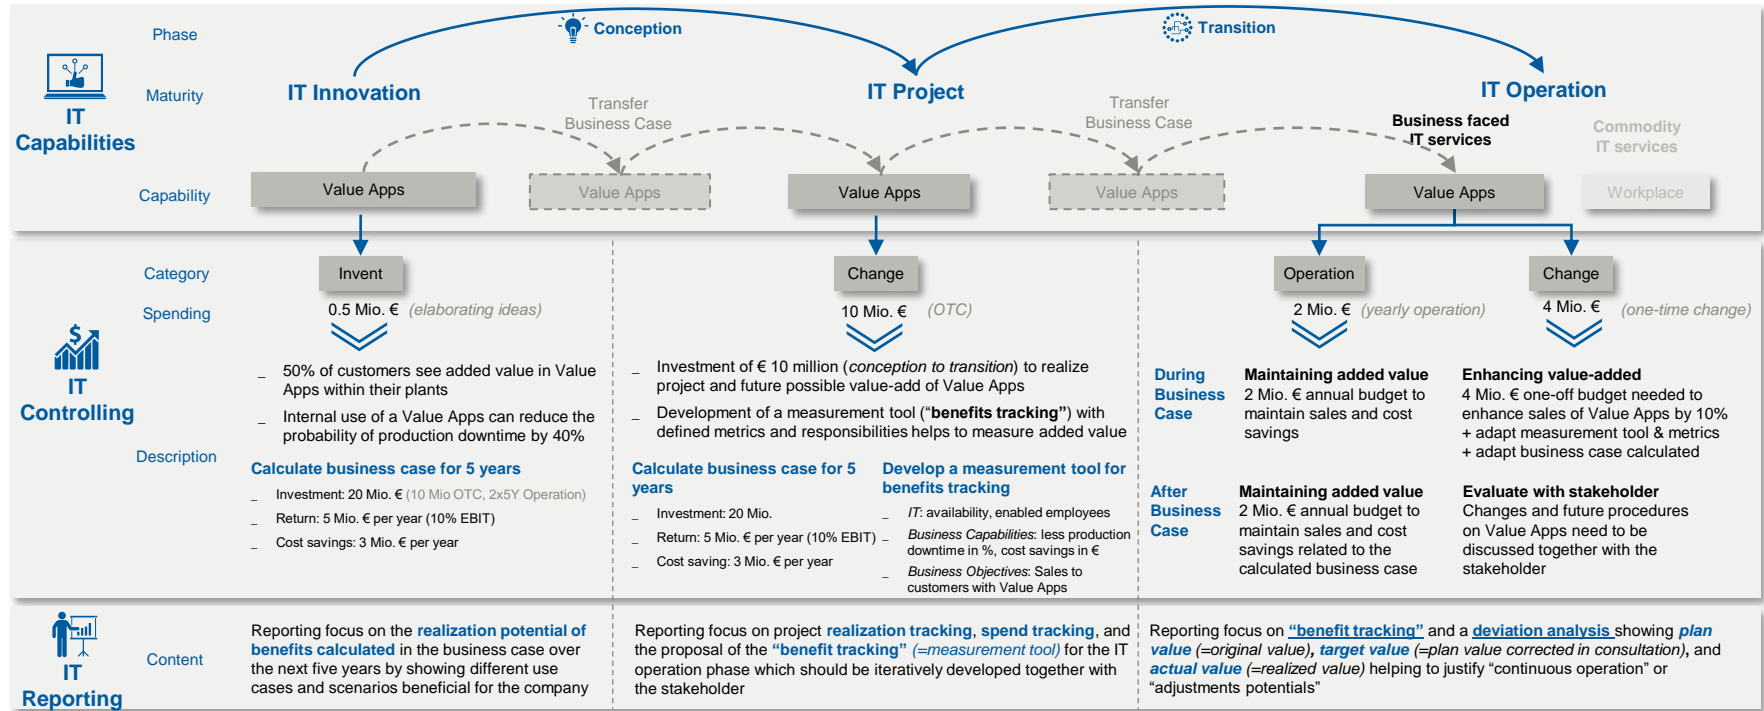 Phase
Conception
Transition
Maturity
IT Innovation
IT Project
IT Operation
IT
Capabilities
Transfer
Business Case
Transfer
Business Case
Business faced
IT services
Commodity
IT services
Capability
Value Apps
Value Apps
Value Apps
Value Apps
Value Apps
Workplace
Category
Invent
Change
Operation
Change
Spending
0.5 Mio. € (elaborating ideas)
10 Mio. € (OTC)
2 Mio. € (yearly operation)
4 Mio. € (one-time change)
IT
Controlling
Description
_ 50% of customers see added value in Value
Apps within their plants
_ Internal use of a Value Apps can reduce the
probability of production downtime by 40%
Calculate business case for 5 years
_ Investment: 20 Mio. € (10 Mio OTC, 2x5Y Operation)
_ Return: 5 Mio. € per year (10% EBIT)
_ Cost savings: 3 Mio. € per year
_ Investment of € 10 million (conception to transition) to realize
project and future possible value-add of Value Apps
_ Development of a measurement tool (“benefits tracking”) with
defined metrics and responsibilities helps to measure added value
Calculate business case for 5
years
_ Investment: 20 Mio.
_ Return: 5 Mio. € per year (10% EBIT)
_ Cost saving: 3 Mio. € per year
Develop a measurement tool for
benefits tracking
_ IT: availability, enabled employees
_ Business Capabilities: less production
downtime in %, cost savings in €
_ Business Objectives: Sales to
customers with Value Apps
During
Business
Case
Maintaining added value
2 Mio. € annual budget to
maintain sales and cost
savings
Enhancing value-added
4 Mio. € one-off budget needed to
enhance sales of Value Apps by 10%
+ adapt measurement tool & metrics
+ adapt business case calculated
After
Business
Case
Maintaining added value
2 Mio. € annual budget to
maintain sales and cost
savings related to the
calculated business case
Evaluate with stakeholder
Changes and future procedures
on Value Apps need to be
discussed together with the
stakeholder
IT
Reporting
Content
Reporting focus on the realization potential of
benefits calculated in the business case over
the next five years by showing different use
cases and scenarios beneficial for the company
Reporting focus on project realization tracking, spend tracking, and
the proposal of the “benefit tracking” (=measurement tool) for the IT
operation phase which should be iteratively developed together with
the stakeholder
Reporting focus on “benefit tracking” and a deviation analysis showing plan
value (=original value), target value (=plan value corrected in consultation), and
actual value (=realized value) helping to justify “continuous operation” or
“adjustments potentials”